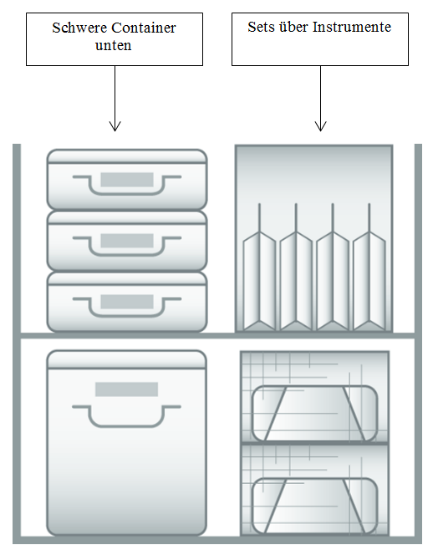 Schwere Container
unten
Sets über Instrumente